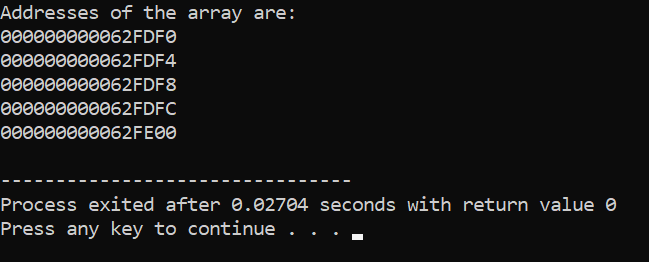 Addresses of the array are:
000000000062FDF0
000000000062FDF4
000000000062FDF8
000000000062FDFC
000000000062FE00
--------------------------------
Process exited after 0.02704 seconds with return value 0
Press any key to continue . . .